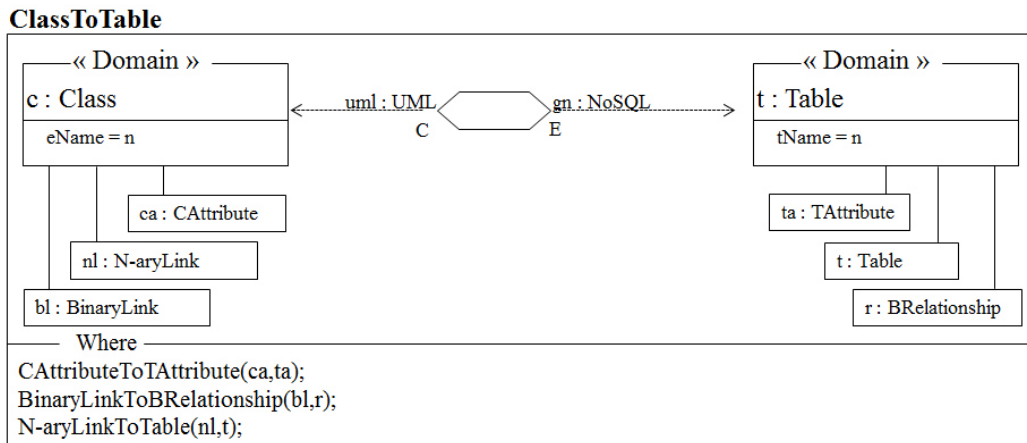 ClassToTable
« Domain »
« Domain »
c : Class
uml : UML
gn : NoSQL
t : Table
C
E
eName = n
tName = n
ca : CAttribute
ta : TAttribute
nl : N-aryLink
t : Table
bl : BinaryLink
r : BRelationship
Where
CAttributeToTAttribute(ca,ta);
BinaryLinkToBRelationship(bl,r);
N-aryLinkToTable(nl,t);